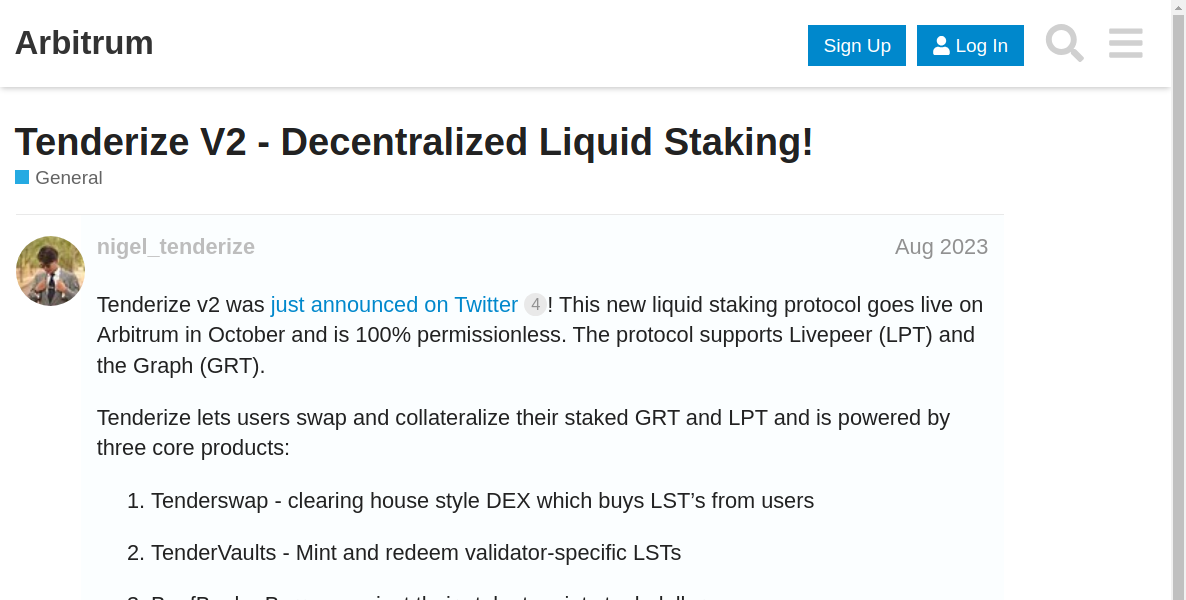 Arbitrum
Sign Up
Log In
Tenderize V2 - Decentralized Liquid Staking!
General
nigel_tenderize
Aug 2023
Tenderize v2 was just announced on Twitter 4! This new liquid staking protocol goes live on
Arbitrum in October and is 100% permissionless. The protocol supports Livepeer (LPT) and
the Graph (GRT).
Tenderize lets users swap and collateralize their staked GRT and LPT and is powered by
three core products:
1. Tenderswap - clearing house style DEX which buys LST’s from users
2. TenderVaults - Mint and redeem validator-specific LSTs